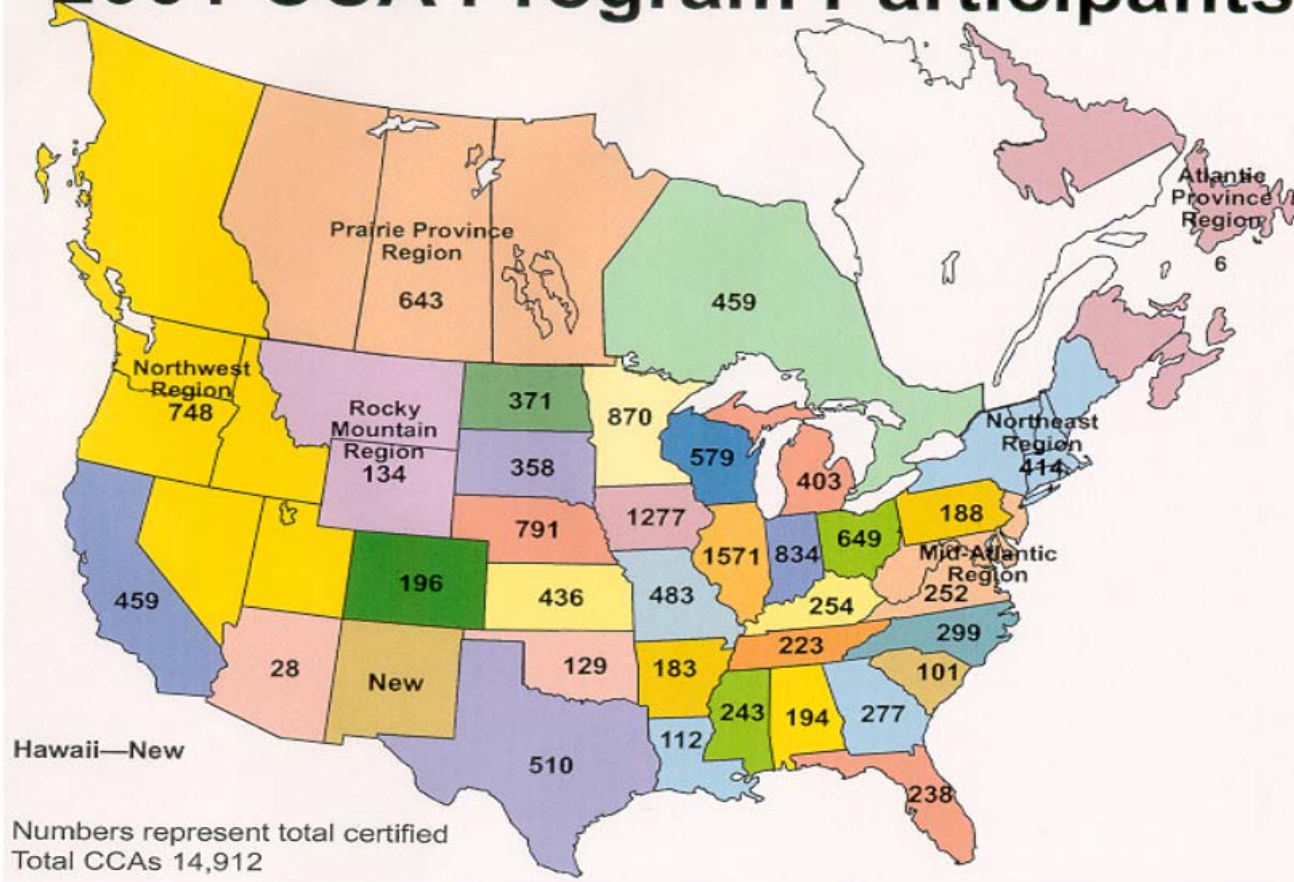 CCA Program Participants
Atlantic
Province
Region
6
Prairie Province
Region
643
459
Northwest
Region
748
Rocky
Mountain
Region
134
371
870
358
579
403
Northeast
Region
414
791
1277
188
1571
834
649
Mid-Atlantic
Region
252
459
196
436
483
254
299
223
28
New
129
183
101
243
194
277
112
510
238
Hawaii—New
Numbers represent total certified
Total CCAs 14,912